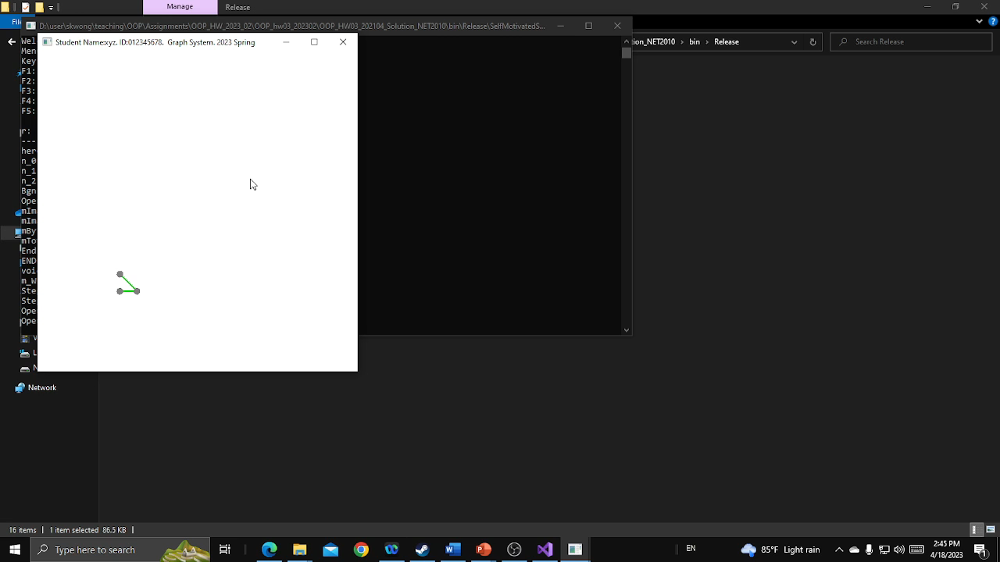 Manage
Release
File
D:\user\skwong\teaching\OOP\Assignments\OOP_HW_2023_02\OOP_hw03_202302\OOP_HW03_202104_Solution_NET2010\bin\Release\SelfMotivatedS...
Student Name:xyz. ID:012345678. Graph System. 2023 Spring
ion_NET2010 > bin > Release
Search Release
Wel
Men
Key
F1:
F2:
F3:
F4:
F5:
r:
---
her
n_0
n_1
n_2
Bgn
Ope
mIm
mIm
mBy
mTo
End
END
voi
m_W
Ste
Ste
Ope
Ope
Network
16 items
1 item selected 86.5 KB
Type here to search
EN
85°F Light rain
2:45 PM
4/18/2023